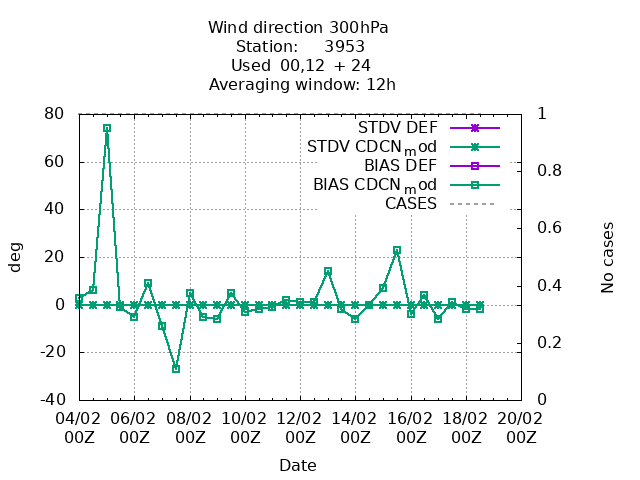 Wind direction 300hPa
Station: 3953
Used 00,12 + 24
Averaging window: 12h
80
60
40
20
0
-20
-40
deg
1
0.8
0.6
0.4
0.2
0
No cases
STDV DEF
STDV CDCNmod
BIAS DEF
BIAS CDCNmod
CASES
04/02 06/02 08/02 10/02 12/02 14/02 16/02 18/02 20/02
00Z 00Z 00Z 00Z 00Z 00Z 00Z 00Z 00Z
Date